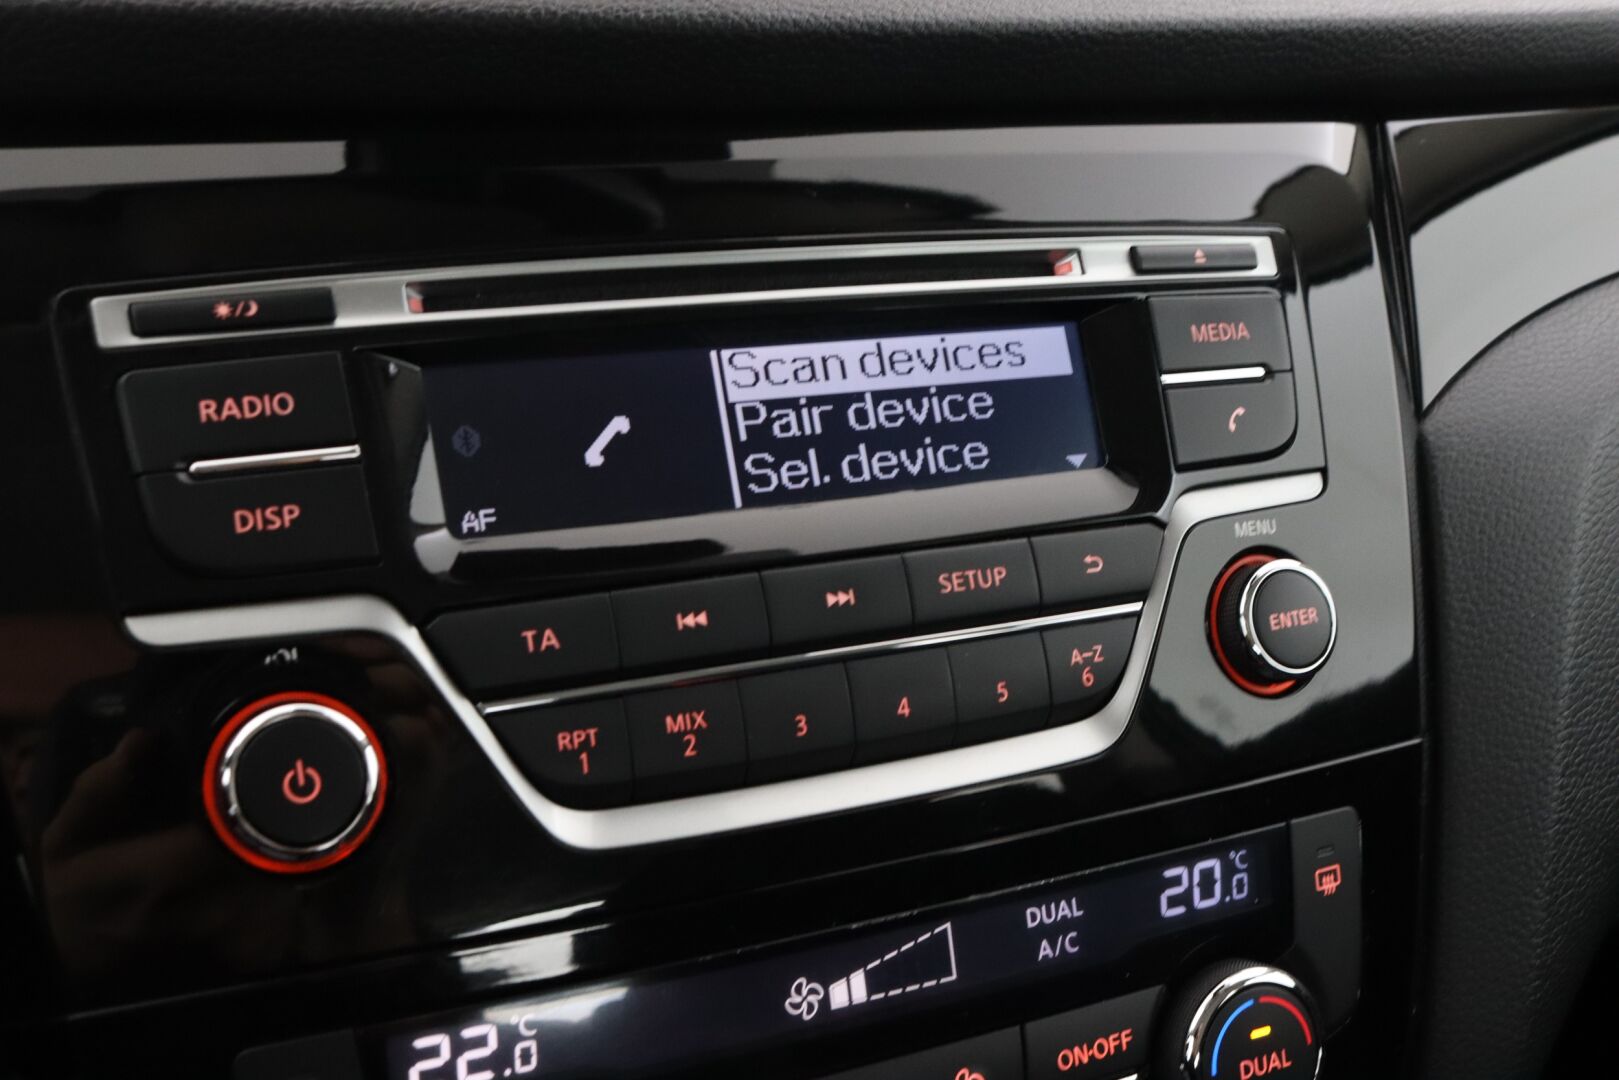 MEDIA
RADIO
DISP
Scan devices
Pair device
Sel. device
AF
MENU
ENTER
TA
SETUP
VOL
RPT
1
MIX
2
3
4
5
A-Z
6
22.0 °C
DUAL
A/C
20.0 °C
ON·OFF
DUAL